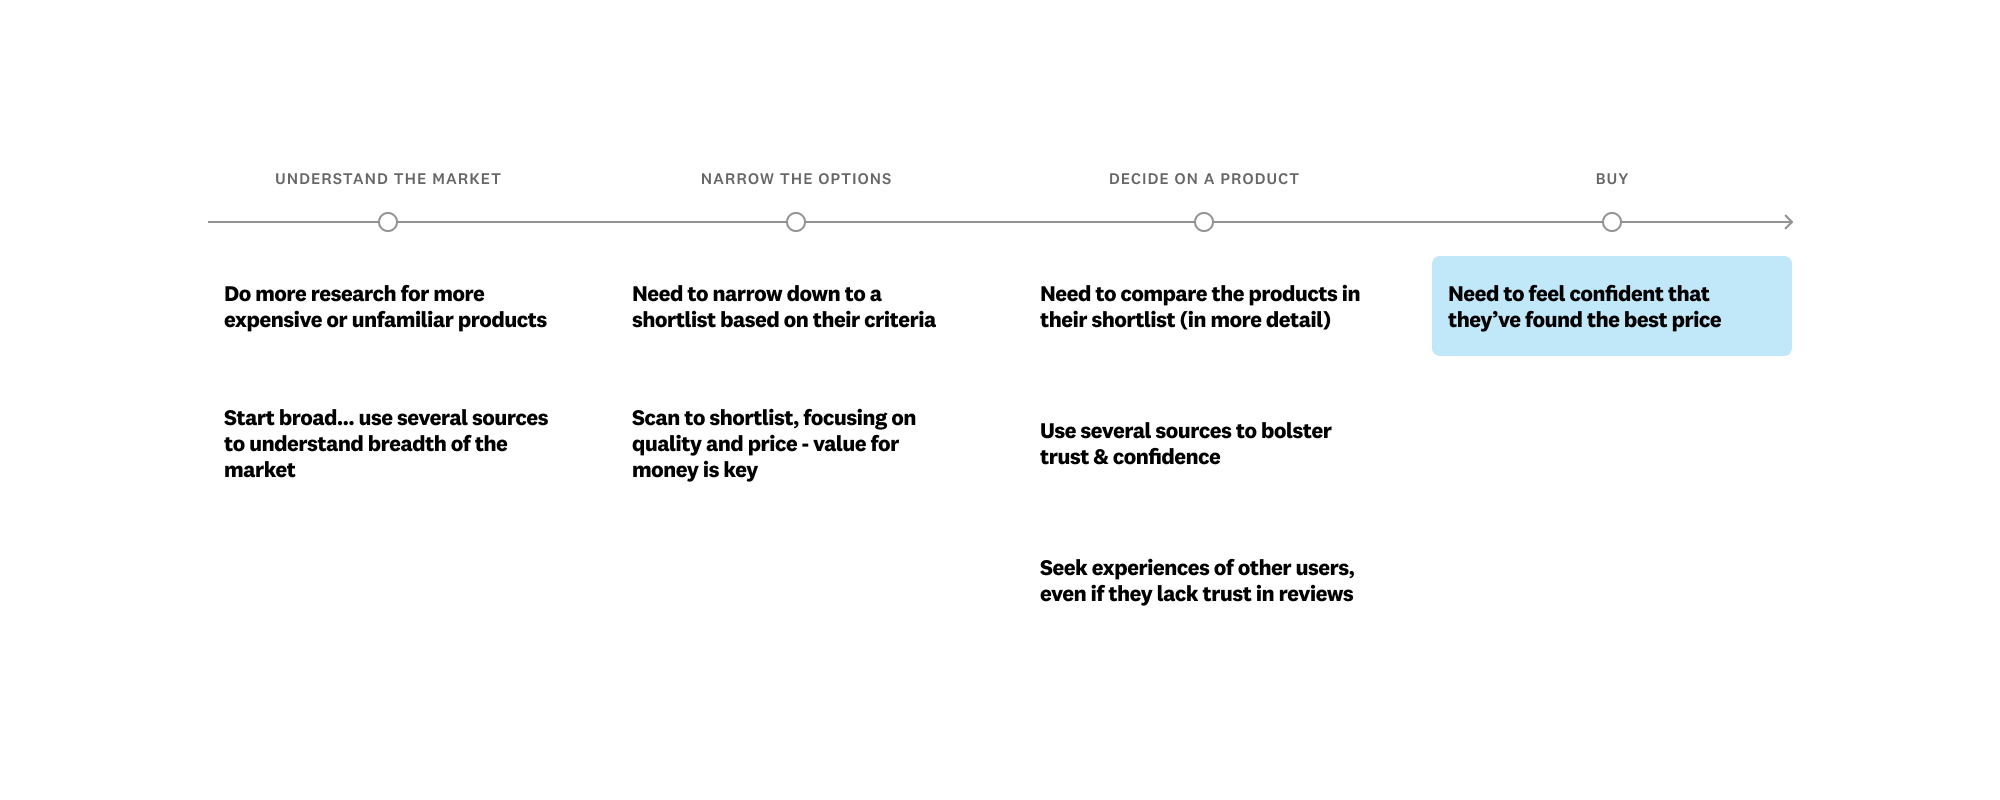 UNDERSTAND THE MARKET
NARROW THE OPTIONS
DECIDE ON A PRODUCT
BUY
Do more research for more
expensive or unfamiliar products
Start broad... use several sources
to understand breadth of the
market
Need to narrow down to a
shortlist based on their criteria
Scan to shortlist, focusing on
quality and price - value for
money is key
Need to compare the products in
their shortlist (in more detail)
Use several sources to bolster
trust & confidence
Seek experiences of other users,
even if they lack trust in reviews
Need to feel confident that
they’ve found the best price